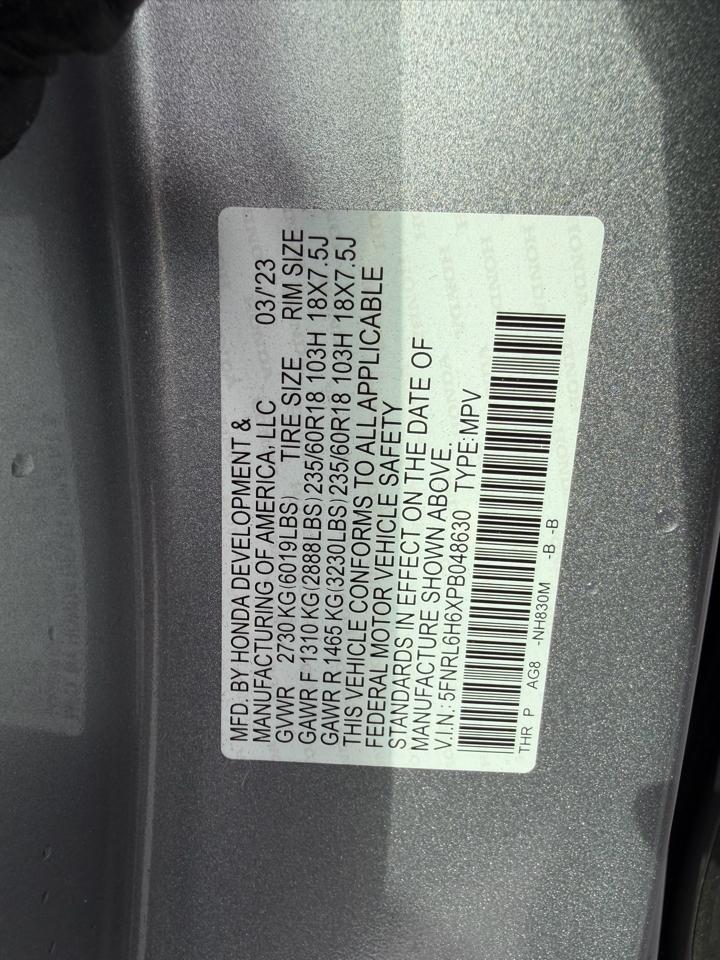 MFD. BY HONDA DEVELOPMENT &
MANUFACTURING OF AMERICA, LLC 03/'23
GVWR 2730 KG(6019LBS) TIRE SIZE RIM SIZE
GAWR F 1310 KG(2888LBS)235/60R18 103H 18X7.5J
GAWR R 1465 KG(3230LBS)235/60R18 103H 18X7.5J
THIS VEHICLE CONFORMS TO ALL APPLICABLE
FEDERAL MOTOR VEHICLE SAFETY
STANDARDS IN EFFECT ON THE DATE OF
MANUFACTURE SHOWN ABOVE.
V.I.N.: 5FNRL6H6XPB048630 TYPE:MPV
THR P AG8 -NH830M -B -B